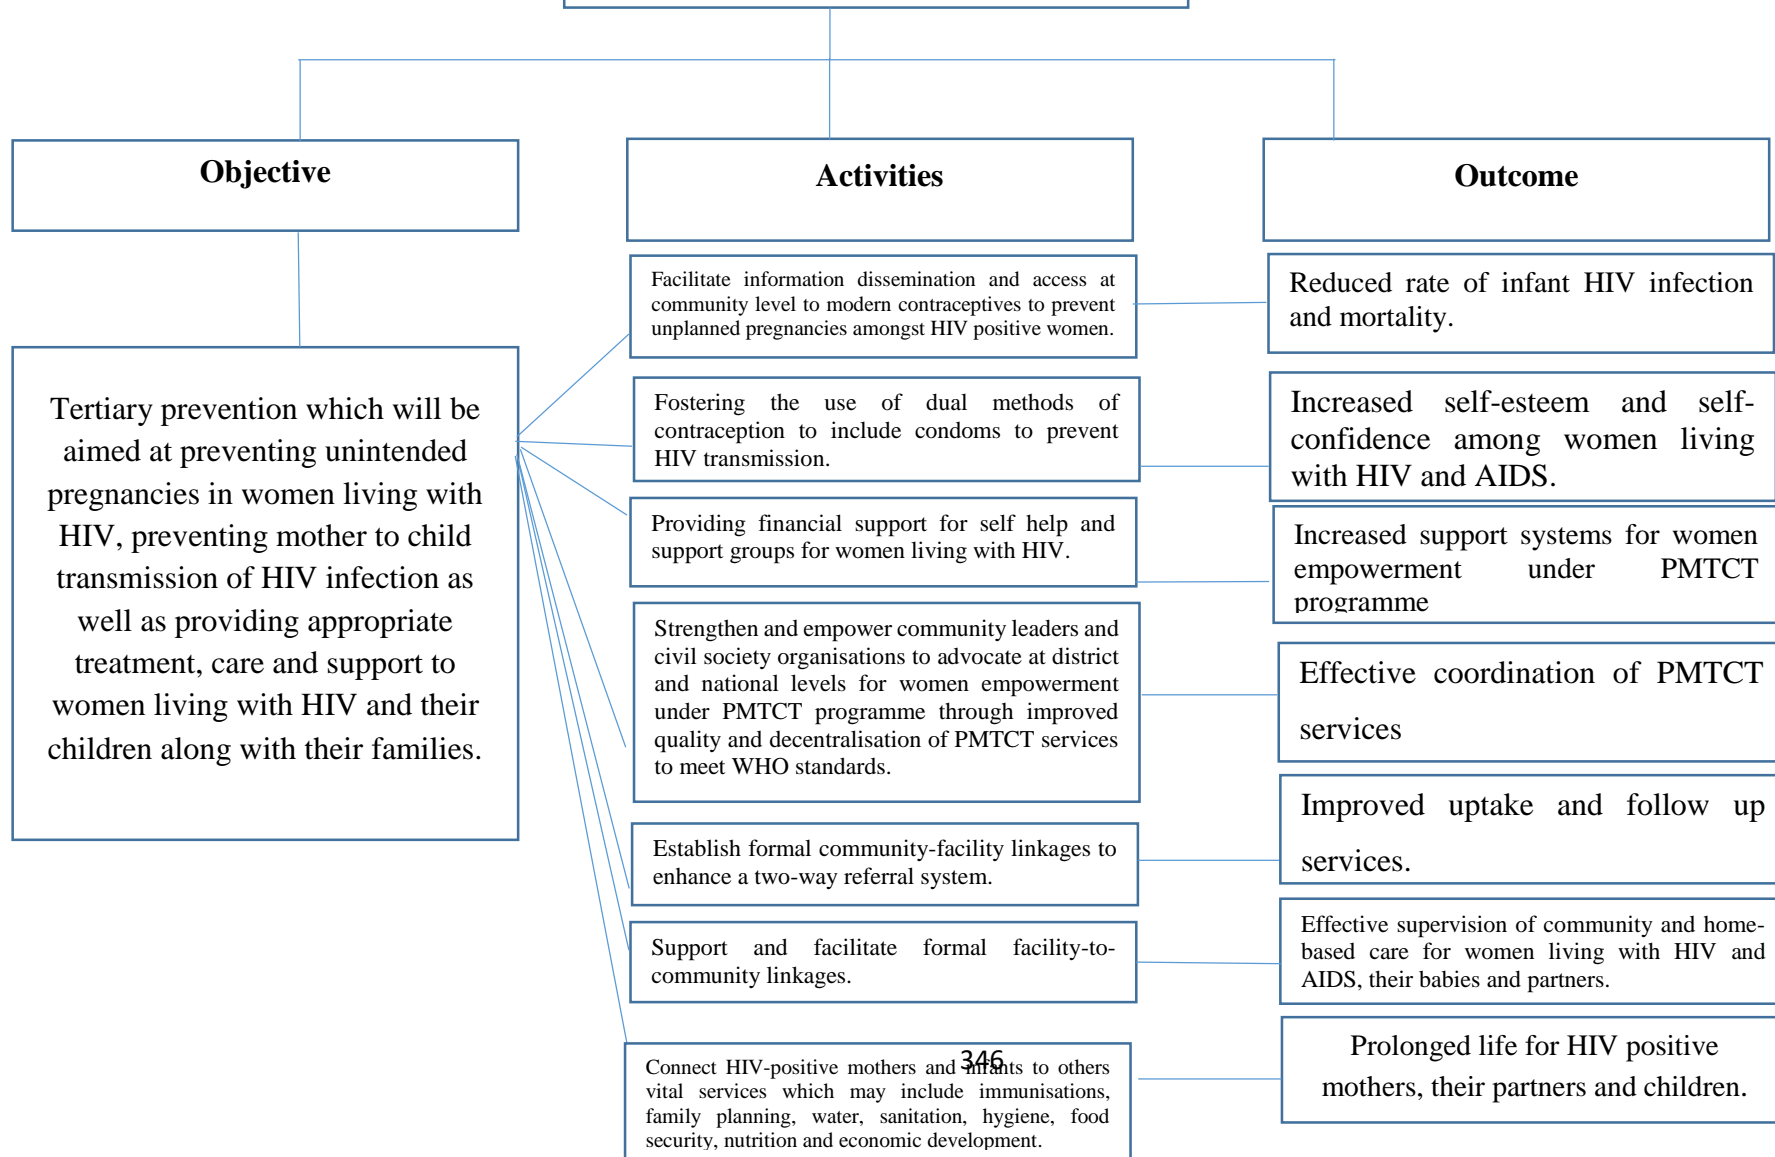 Objective
Activities
Outcome
Tertiary prevention which will be
aimed at preventing unintended
pregnancies in women living with
HIV, preventing mother to child
transmission of HIV infection as
well as providing appropriate
treatment, care and support to
women living with HIV and their
children along with their families.
Facilitate information dissemination and access at
community level to modern contraceptives to prevent
unplanned pregnancies amongst HIV positive women.
Reduced rate of infant HIV infection
and mortality.
Fostering the use of dual methods of
contraception to include condoms to prevent
HIV transmission.
Increased self-esteem and self-
confidence among women living
with HIV and AIDS.
Providing financial support for self help and
support groups for women living with HIV.
Increased support systems for women
empowerment under PMTCT
programme
Strengthen and empower community leaders and
civil society organisations to advocate at district
and national levels for women empowerment
under PMTCT programme through improved
quality and decentralisation of PMTCT services
to meet WHO standards.
Effective coordination of PMTCT
services
Establish formal community-facility linkages to
enhance a two-way referral system.
Improved uptake and follow up
services.
Support and facilitate formal facility-to-
community linkages.
Effective supervision of community and home-
based care for women living with HIV and
AIDS, their babies and partners.
Connect HIV-positive mothers and infants to others
vital services which may include immunisations,
family planning, water, sanitation, hygiene, food
security, nutrition and economic development.
Prolonged life for HIV positive
mothers, their partners and children.
346